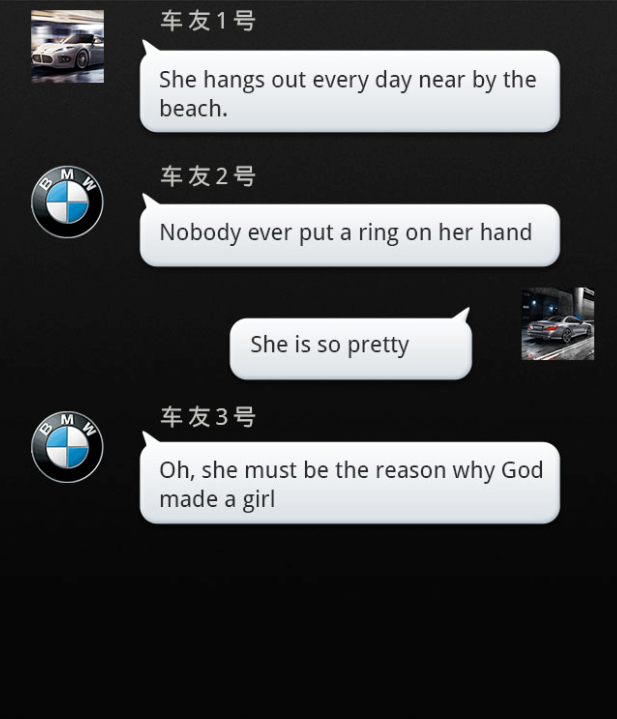 车友1号
She hangs out every day near by the
beach.
BMW
车友2号
Nobody ever put a ring on her hand
She is so pretty
BMW
车友3号
Oh, she must be the reason why God
made a girl